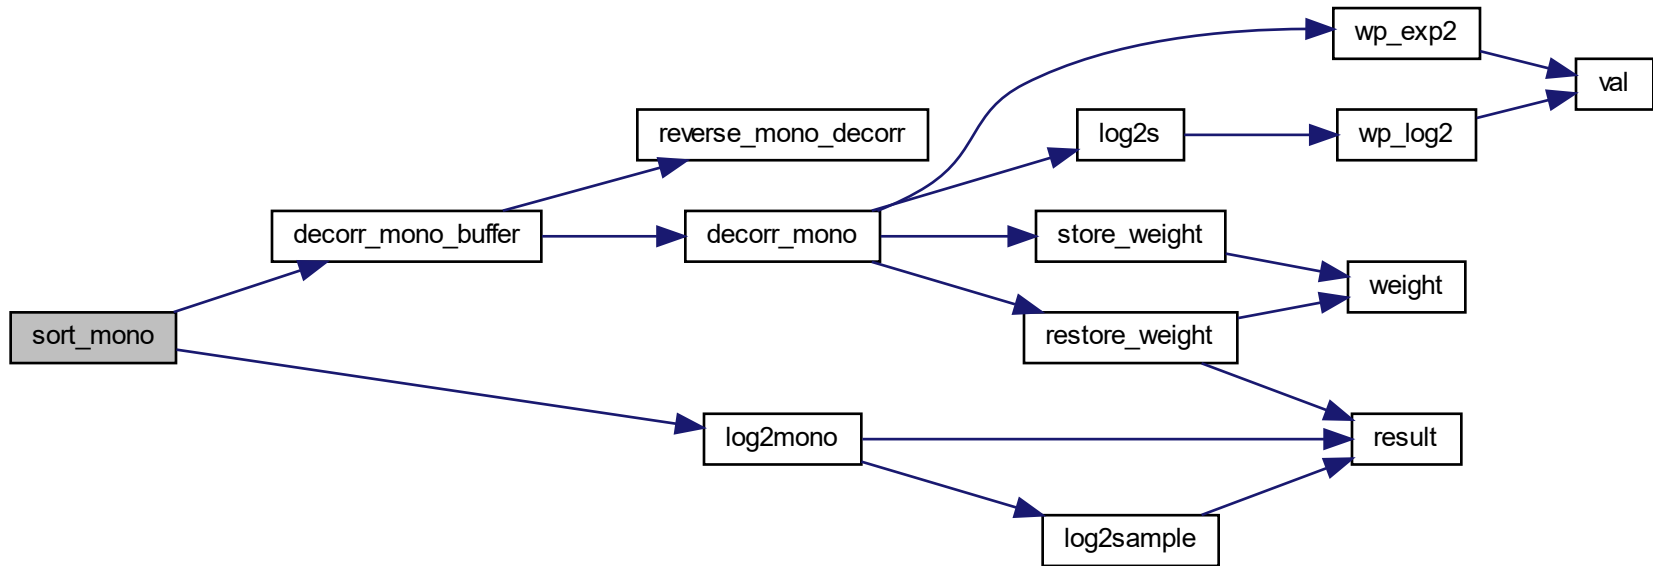 wp_exp2
val
reverse_mono_decorr
log2s
wp_log2
decorr_mono_buffer
decorr_mono
store_weight
weight
sort_mono
restore_weight
log2mono
result
log2sample